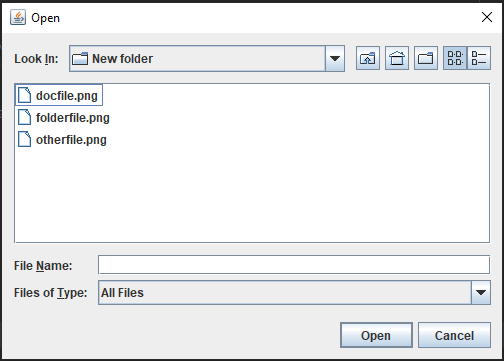 Open
Look In: New folder
docfile.png
folderfile.png
otherfile.png
File Name:
Files of Type: All Files
Open Cancel